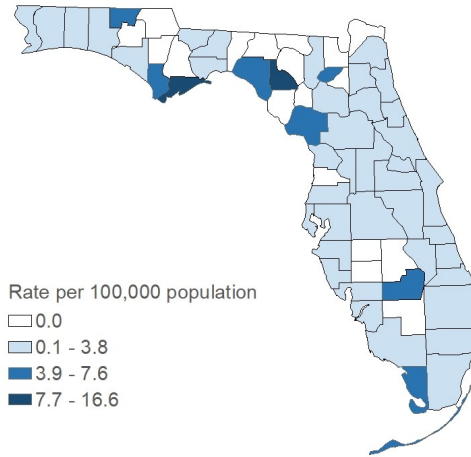 Rate per 100,000 population
0.0
0.1 - 3.8
3.9 - 7.6
7.7 - 16.6